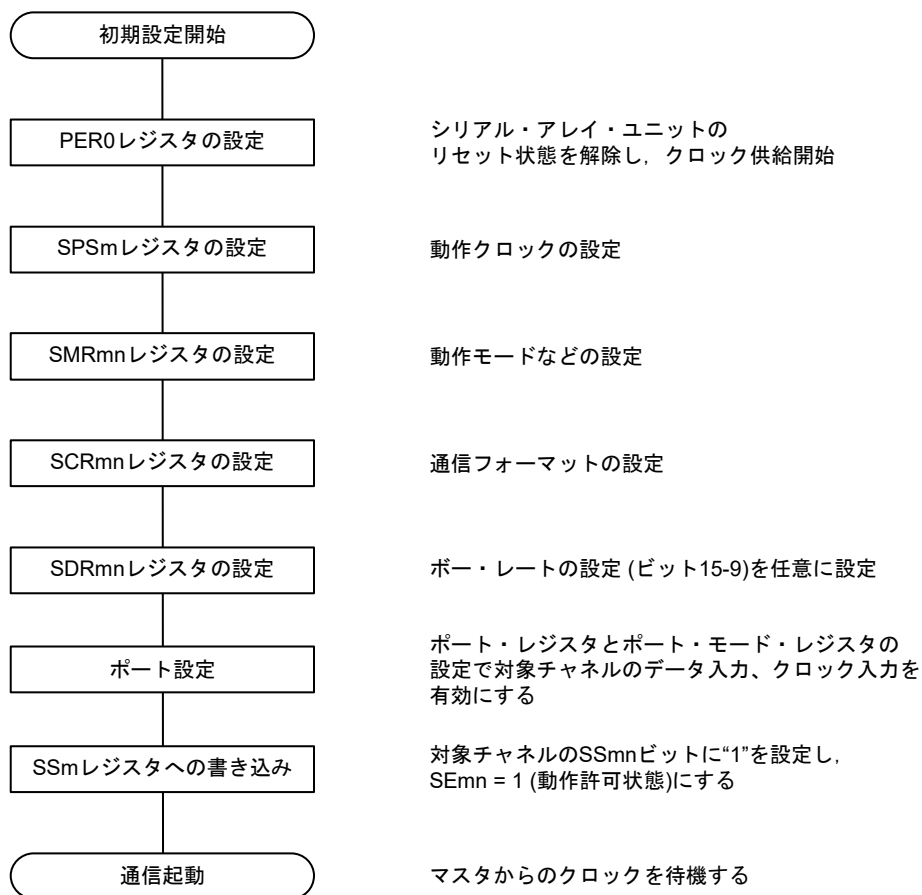 初期設定開始
PER0レジスタの設定
シリアル・アレイ・ユニットの
リセット状態を解除し，クロック供給開始
SPSmレジスタの設定
動作クロックの設定
SMRmnレジスタの設定
動作モードなどの設定
SCRmnレジスタの設定
通信フォーマットの設定
SDRmnレジスタの設定
ボー・レートの設定 (ビット15-9)を任意に設定
ポート設定
ポート・レジスタとポート・モード・レジスタの
設定で対象チャネルのデータ入力、クロック入力を
有効にする
SSmレジスタへの書き込み
対象チャネルのSSmnビットに“1”を設定し，
SEmn = 1 (動作許可状態)にする
通信起動
マスタからのクロックを待機する